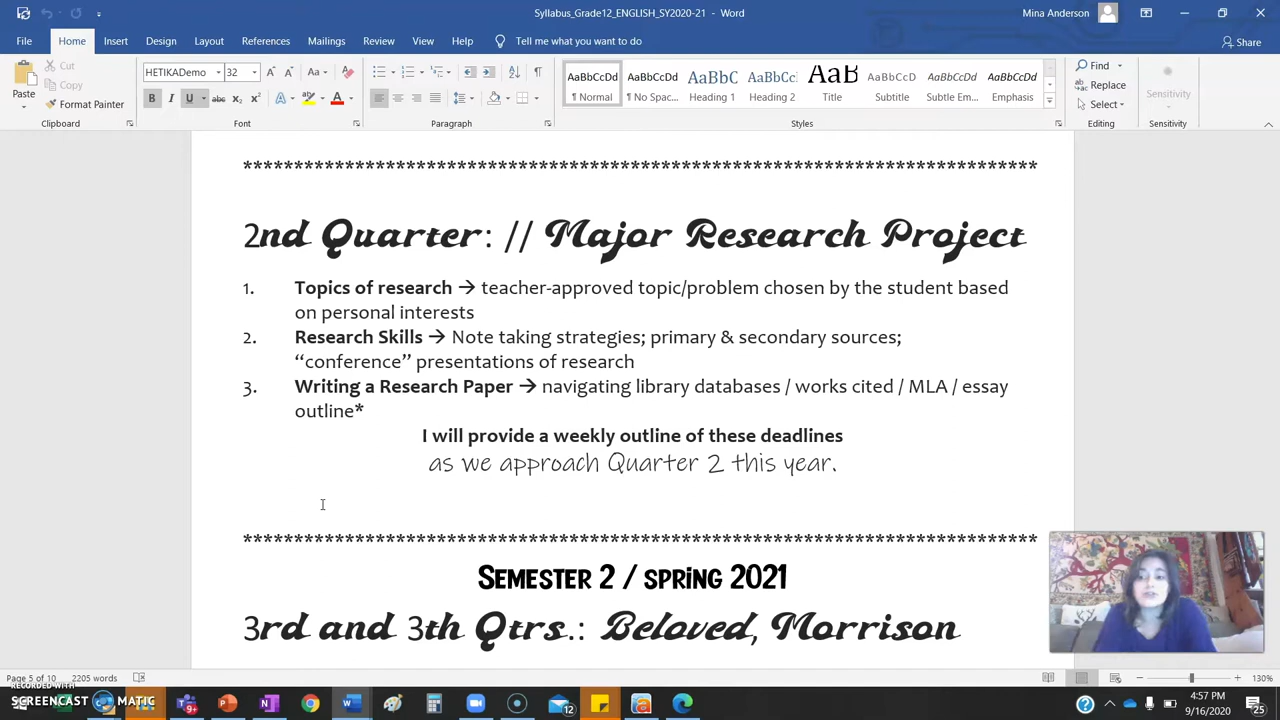 Syllabus_Grade12_ENGLISH_SY2020-21 - Word
Mina Anderson
File Home Insert Design Layout References Mailings Review View Help Tell me what you want to do Share
Cut
Copy
Format Painter
Paste
HETIKADemo 32
AaBbCcDd AaBbCcDd AaBbC AaBbCc AaB AaBbCcD AaBbCcDd AaBbCcDd
¶ Normal ¶ No Spac... Heading 1 Heading 2 Title Subtitle Subtle Em... Emphasis
Find
Replace
Select
Sensitivity
Clipboard Font Paragraph Styles Editing Sensitivity
******************************************************************************
2nd Quarter: // Major Research Project
1. Topics of research → teacher-approved topic/problem chosen by the student based
on personal interests
2. Research Skills → Note taking strategies; primary & secondary sources;
“conference” presentations of research
3. Writing a Research Paper → navigating library databases / works cited / MLA / essay
outline*
I will provide a weekly outline of these deadlines
as we approach Quarter 2 this year.
******************************************************************************
Semester 2 / spring 2021
3rd and 3th Qtrs.: Beloved, Morrison
Page 5 of 10 2205 words 130%
RECORDED WITH
SCREENCAST MATIC
4:57 PM
9/16/2020